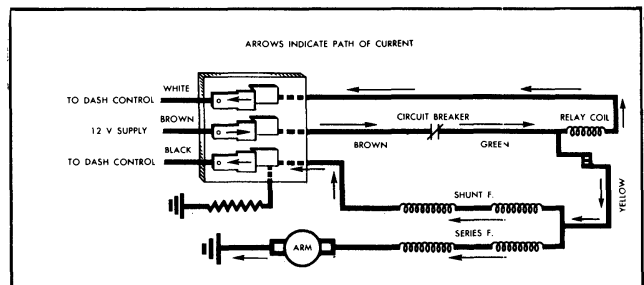 ARROWS INDICATE PATH OF CURRENT
WHITE
TO DASH CONTROL
BROWN
12 V SUPPLY
CIRCUIT BREAKER
RELAY COIL
BROWN
GREEN
BLACK
TO DASH CONTROL
YELLOW
SHUNT F.
SERIES F.
ARM